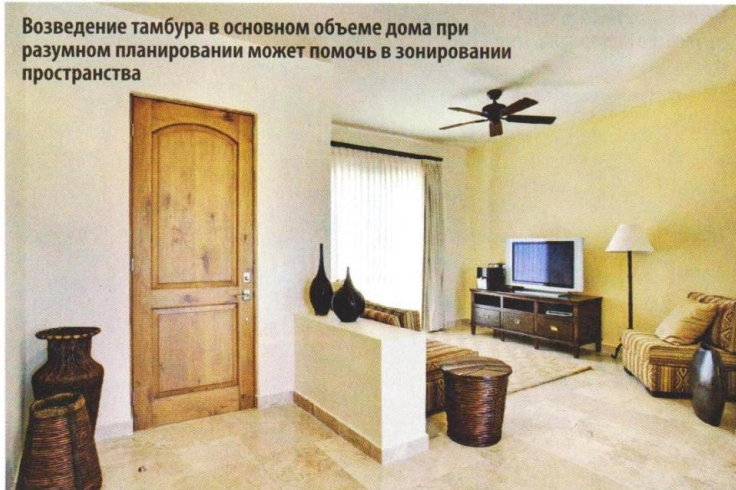 Возведение тамбура в основном объеме дома при
разумном планировании может помочь в зонировании
пространства